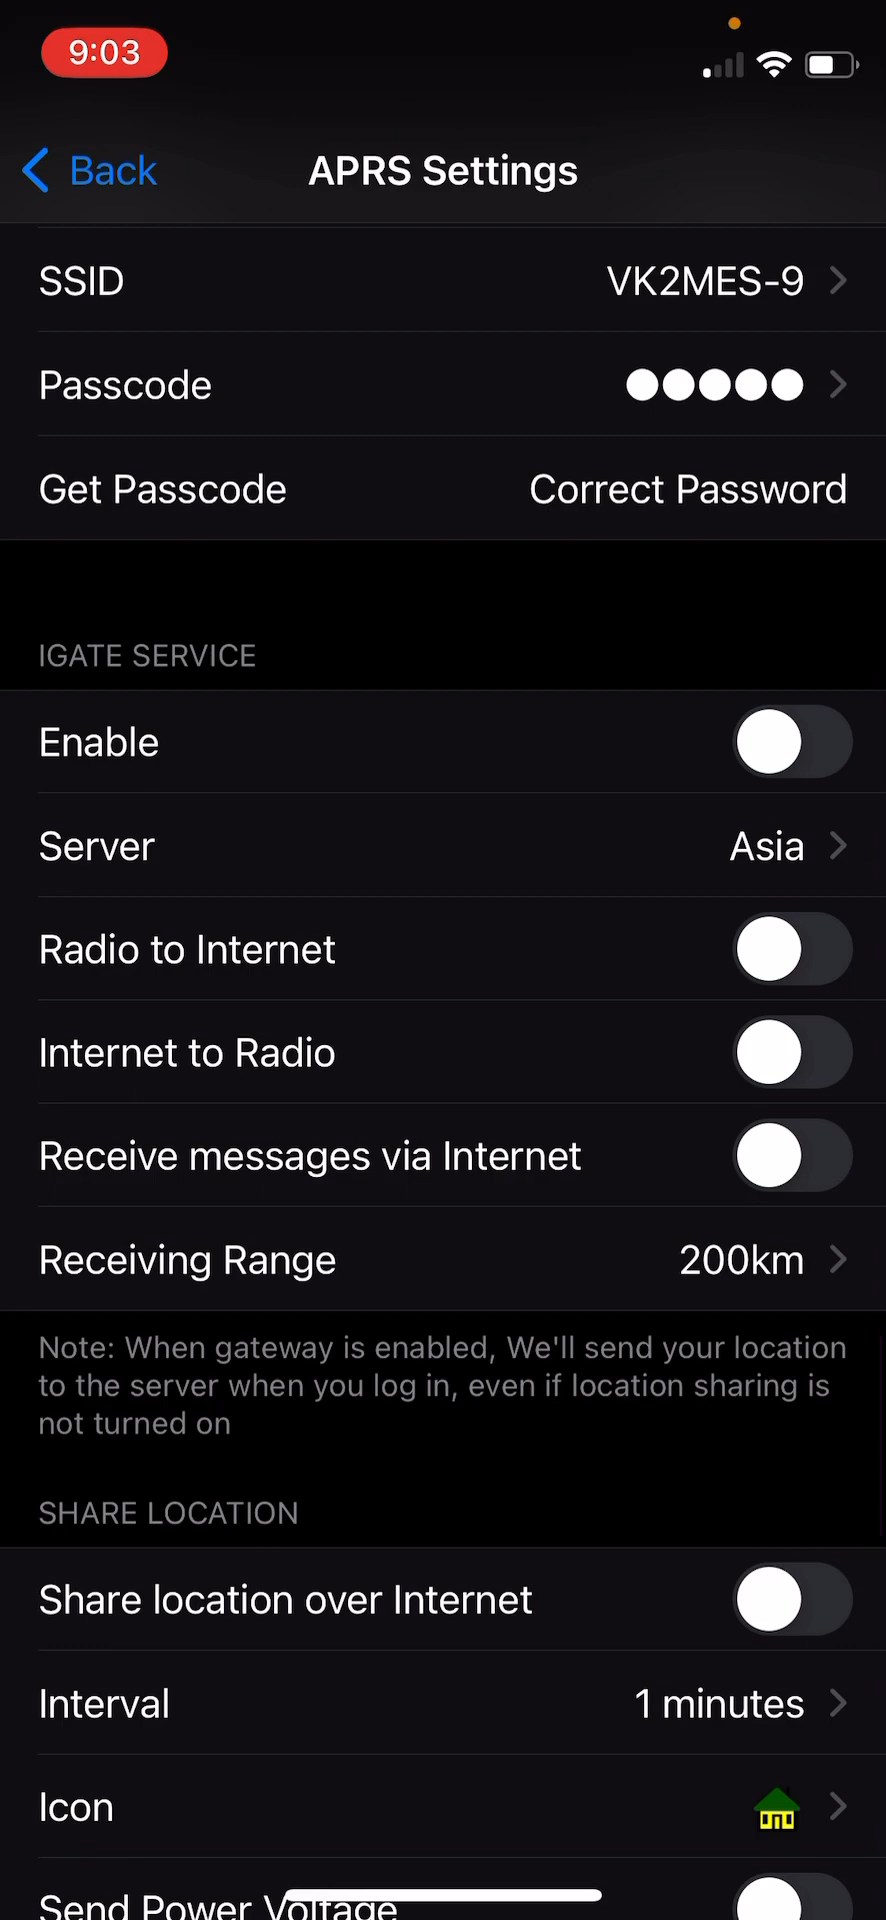 9:03
Back
APRS Settings
SSID
VK2MES-9
Passcode
Get Passcode
Correct Password
IGATE SERVICE
Enable
Server
Asia
Radio to Internet
Internet to Radio
Receive messages via Internet
Receiving Range
200km
Note: When gateway is enabled, We'll send your location
to the server when you log in, even if location sharing is
not turned on
SHARE LOCATION
Share location over Internet
Interval
1 minutes
Icon
Send Power Voltage